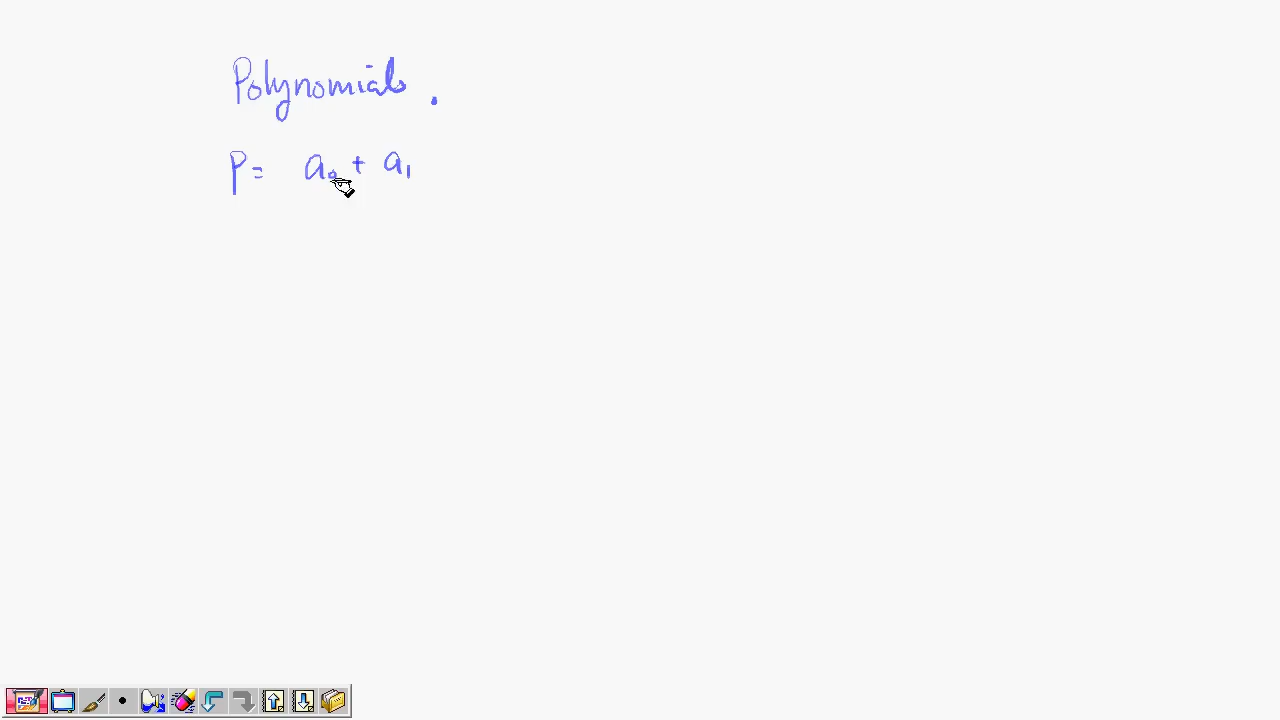 Polynomials.
P = a₀ + a₁